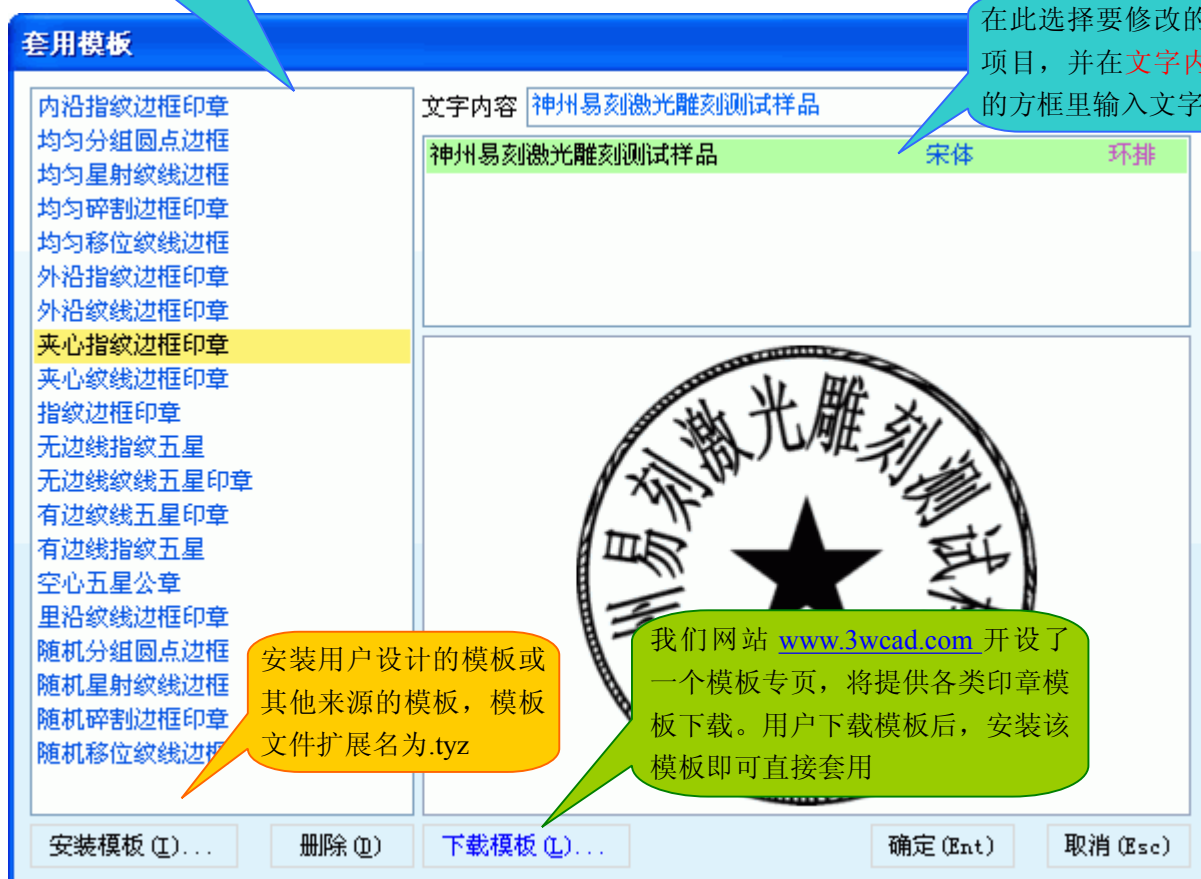 在此选择要修改的
项目，并在文字内
的方框里输入文字
套用模板
内沿指纹边框印章
均匀分组圆点边框
均匀星射纹线边框
均匀碎割边框印章
均匀移位纹线边框
外沿指纹边框印章
外沿纹线边框印章
夹心指纹边框印章
夹心纹线边框印章
指纹边框印章
无边线指纹五星
无边线纹线五星印章
有边纹线五星印章
有边线指纹五星
空心五星公章
里沿纹线边框印章
随机分组圆点边框
随机星射纹线边框
随机碎割边框印章
随机移位纹线边框
文字内容 神州易刻激光雕刻测试样品
神州易刻激光雕刻测试样品 宋体 环排
州易刻激光雕刻测试样
安装用户设计的模板或
其他来源的模板，模板
文件扩展名为.tyz
我们网站 www.3wcad.com 开设了
一个模板专页，将提供各类印章模
板下载。用户下载模板后，安装该
模板即可直接套用
安装模板(I)... 删除(D) 下载模板(L)... 确定(Ent) 取消(Esc)